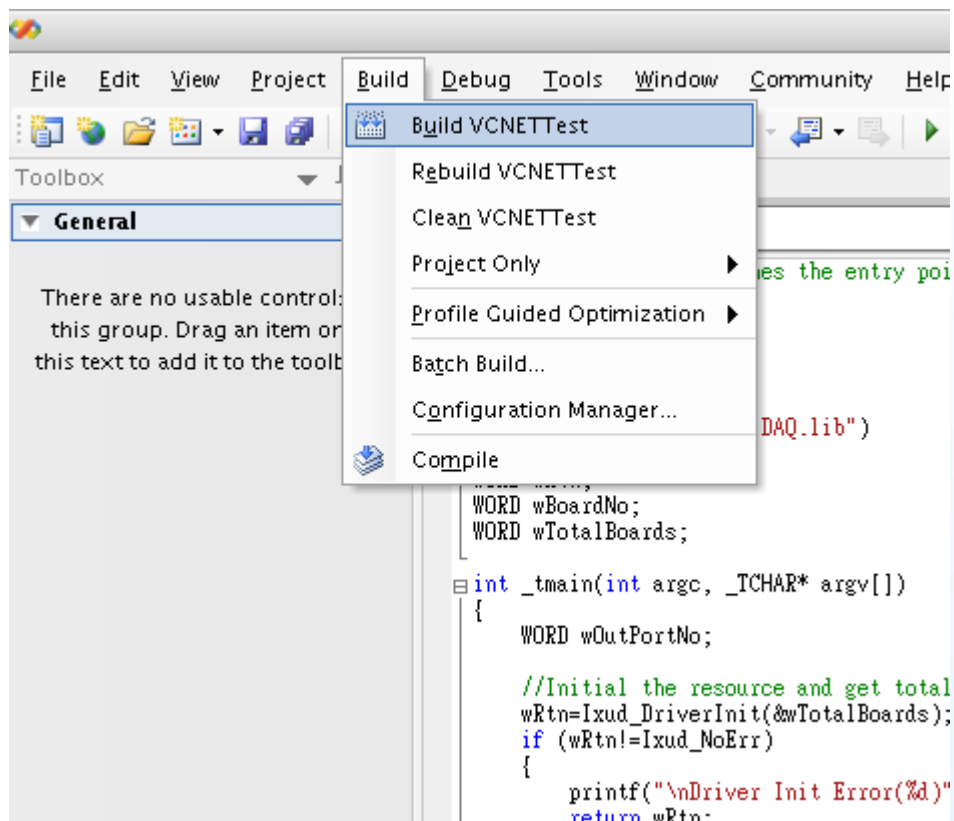 File Edit View Project Build Debug Tools Window Community Help
Toolbox
General
There are no usable control
this group. Drag an item or
this text to add it to the toolb
Build VCNETTest
Rebuild VCNETTest
Clean VCNETTest
Project Only
Profile Guided Optimization
Batch Build...
Configuration Manager...
Compile
nes the entry poi
DAQ.lib")
WORD wBoardNo;
WORD wTotalBoards;
int _tmain(int argc, _TCHAR* argv[])
{
WORD wOutPortNo;
//Initial the resource and get total
wRtn=Ixud_DriverInit(&wTotalBoards);
if (wRtn!=Ixud_NoErr)
{
printf("\nDriver Init Error(%d)"
return wRtn;